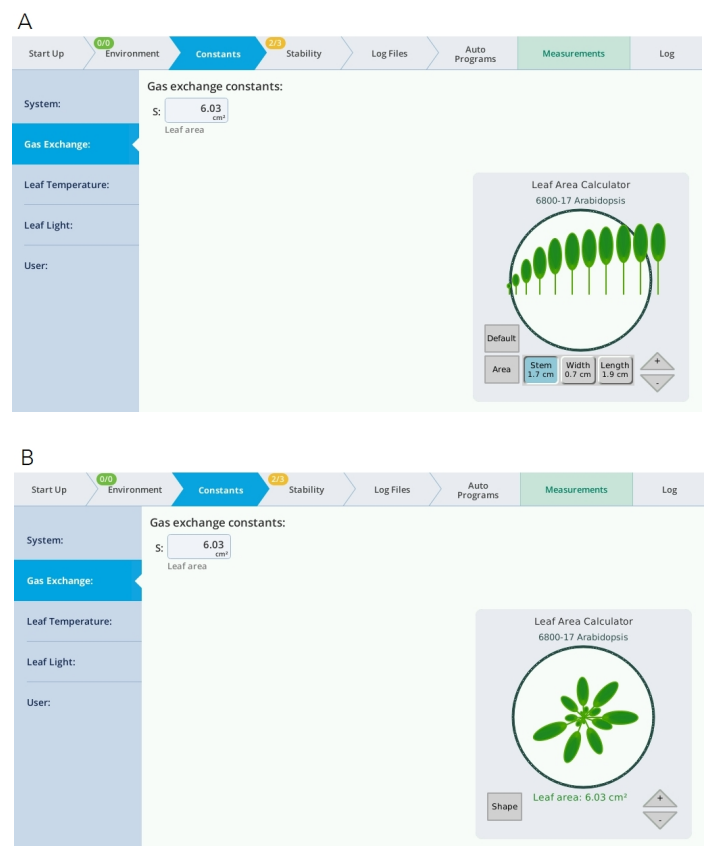 A
0/0
2/3
Start Up
Environment
Constants
Stability
Log Files
Auto
Programs
Measurements
Log
System:
Gas Exchange:
Leaf Temperature:
Leaf Light:
User:
Gas exchange constants:
S:
6.03
cm²
Leaf area
Leaf Area Calculator
6800-17 Arabidopsis
Default
Area
Stem
1.7 cm
Width
0.7 cm
Length
1.9 cm
+
-
B
0/0
2/3
Start Up
Environment
Constants
Stability
Log Files
Auto
Programs
Measurements
Log
System:
Gas Exchange:
Leaf Temperature:
Leaf Light:
User:
Gas exchange constants:
S:
6.03
cm²
Leaf area
Leaf Area Calculator
6800-17 Arabidopsis
Leaf area: 6.03 cm²
Shape
+
-